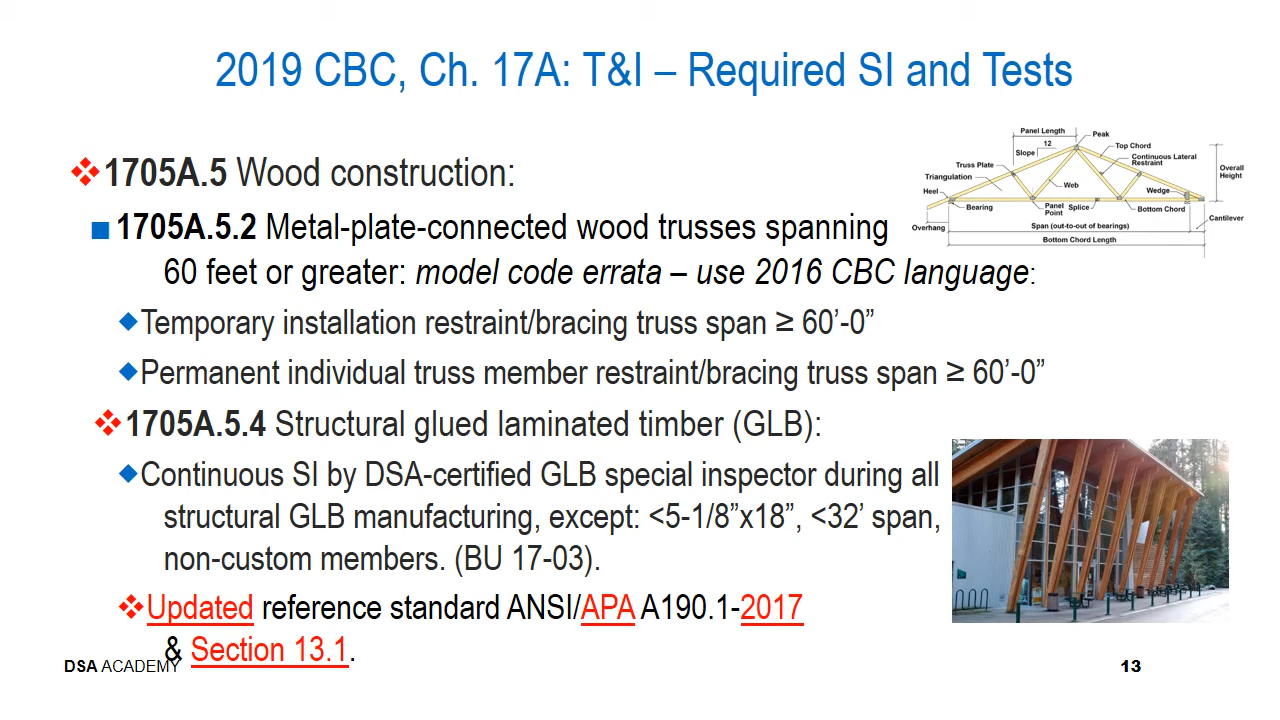 2019 CBC, Ch. 17A: T&I – Required SI and Tests
❖1705A.5 Wood construction:
■ 1705A.5.2 Metal-plate-connected wood trusses spanning
60 feet or greater: model code errata – use 2016 CBC language:
◆Temporary installation restraint/bracing truss span ≥ 60’-0”
◆Permanent individual truss member restraint/bracing truss span ≥ 60’-0”
❖1705A.5.4 Structural glued laminated timber (GLB):
◆Continuous SI by DSA-certified GLB special inspector during all
structural GLB manufacturing, except: <5-1/8”x18”, <32’ span,
non-custom members. (BU 17-03).
❖Updated reference standard ANSI/APA A190.1-2017
& Section 13.1.
Panel Length
Peak
12
Slope
Top Chord
Continuous Lateral
Restraint
Truss Plate
Triangulation
Overall
Height
Heel
Web
Wedge
Bearing
Panel
Point
Splice
Bottom Chord
Cantilever
Overhang
Span (out-to-out of bearings)
Bottom Chord Length
DSA ACADEMY
13